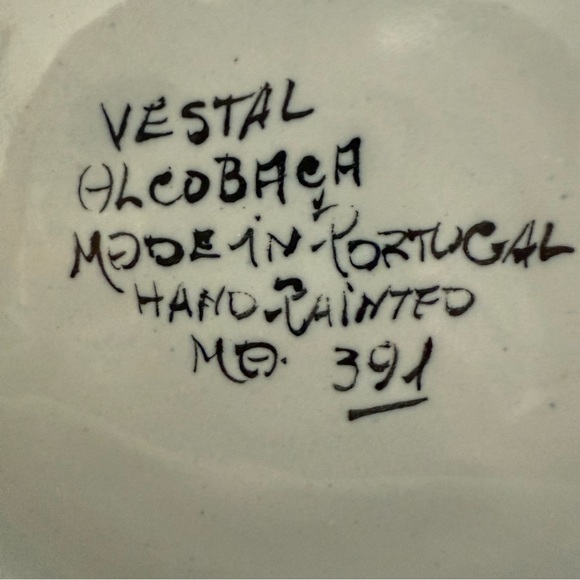 VESTAL
ALCOBAÇA
MADE-IN-PORTUGAL
HAND-PAINTED
MA. 391